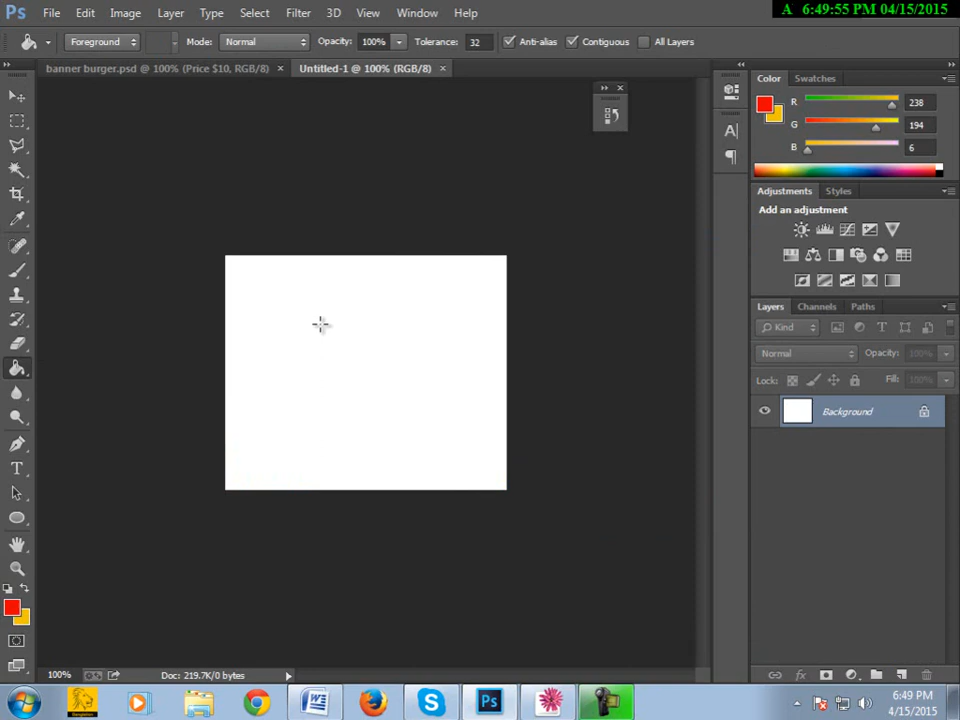 Ps File Edit Image Layer Type Select Filter 3D View Window Help
A 6:49:55 PM 04/15/2015
Foreground Mode: Normal Opacity: 100% Tolerance: 32 Anti-alias Contiguous All Layers
banner burger.psd @ 100% (Price $10, RGB/8) × Untitled-1 @ 100% (RGB/8) ×
Color Swatches
R 238
G 194
B 6
Adjustments Styles
Add an adjustment
Layers Channels Paths
Kind
Normal Opacity: 100%
Lock: Fill: 100%
Background
100% Doc: 219.7K/0 bytes
6:49 PM
4/15/2015